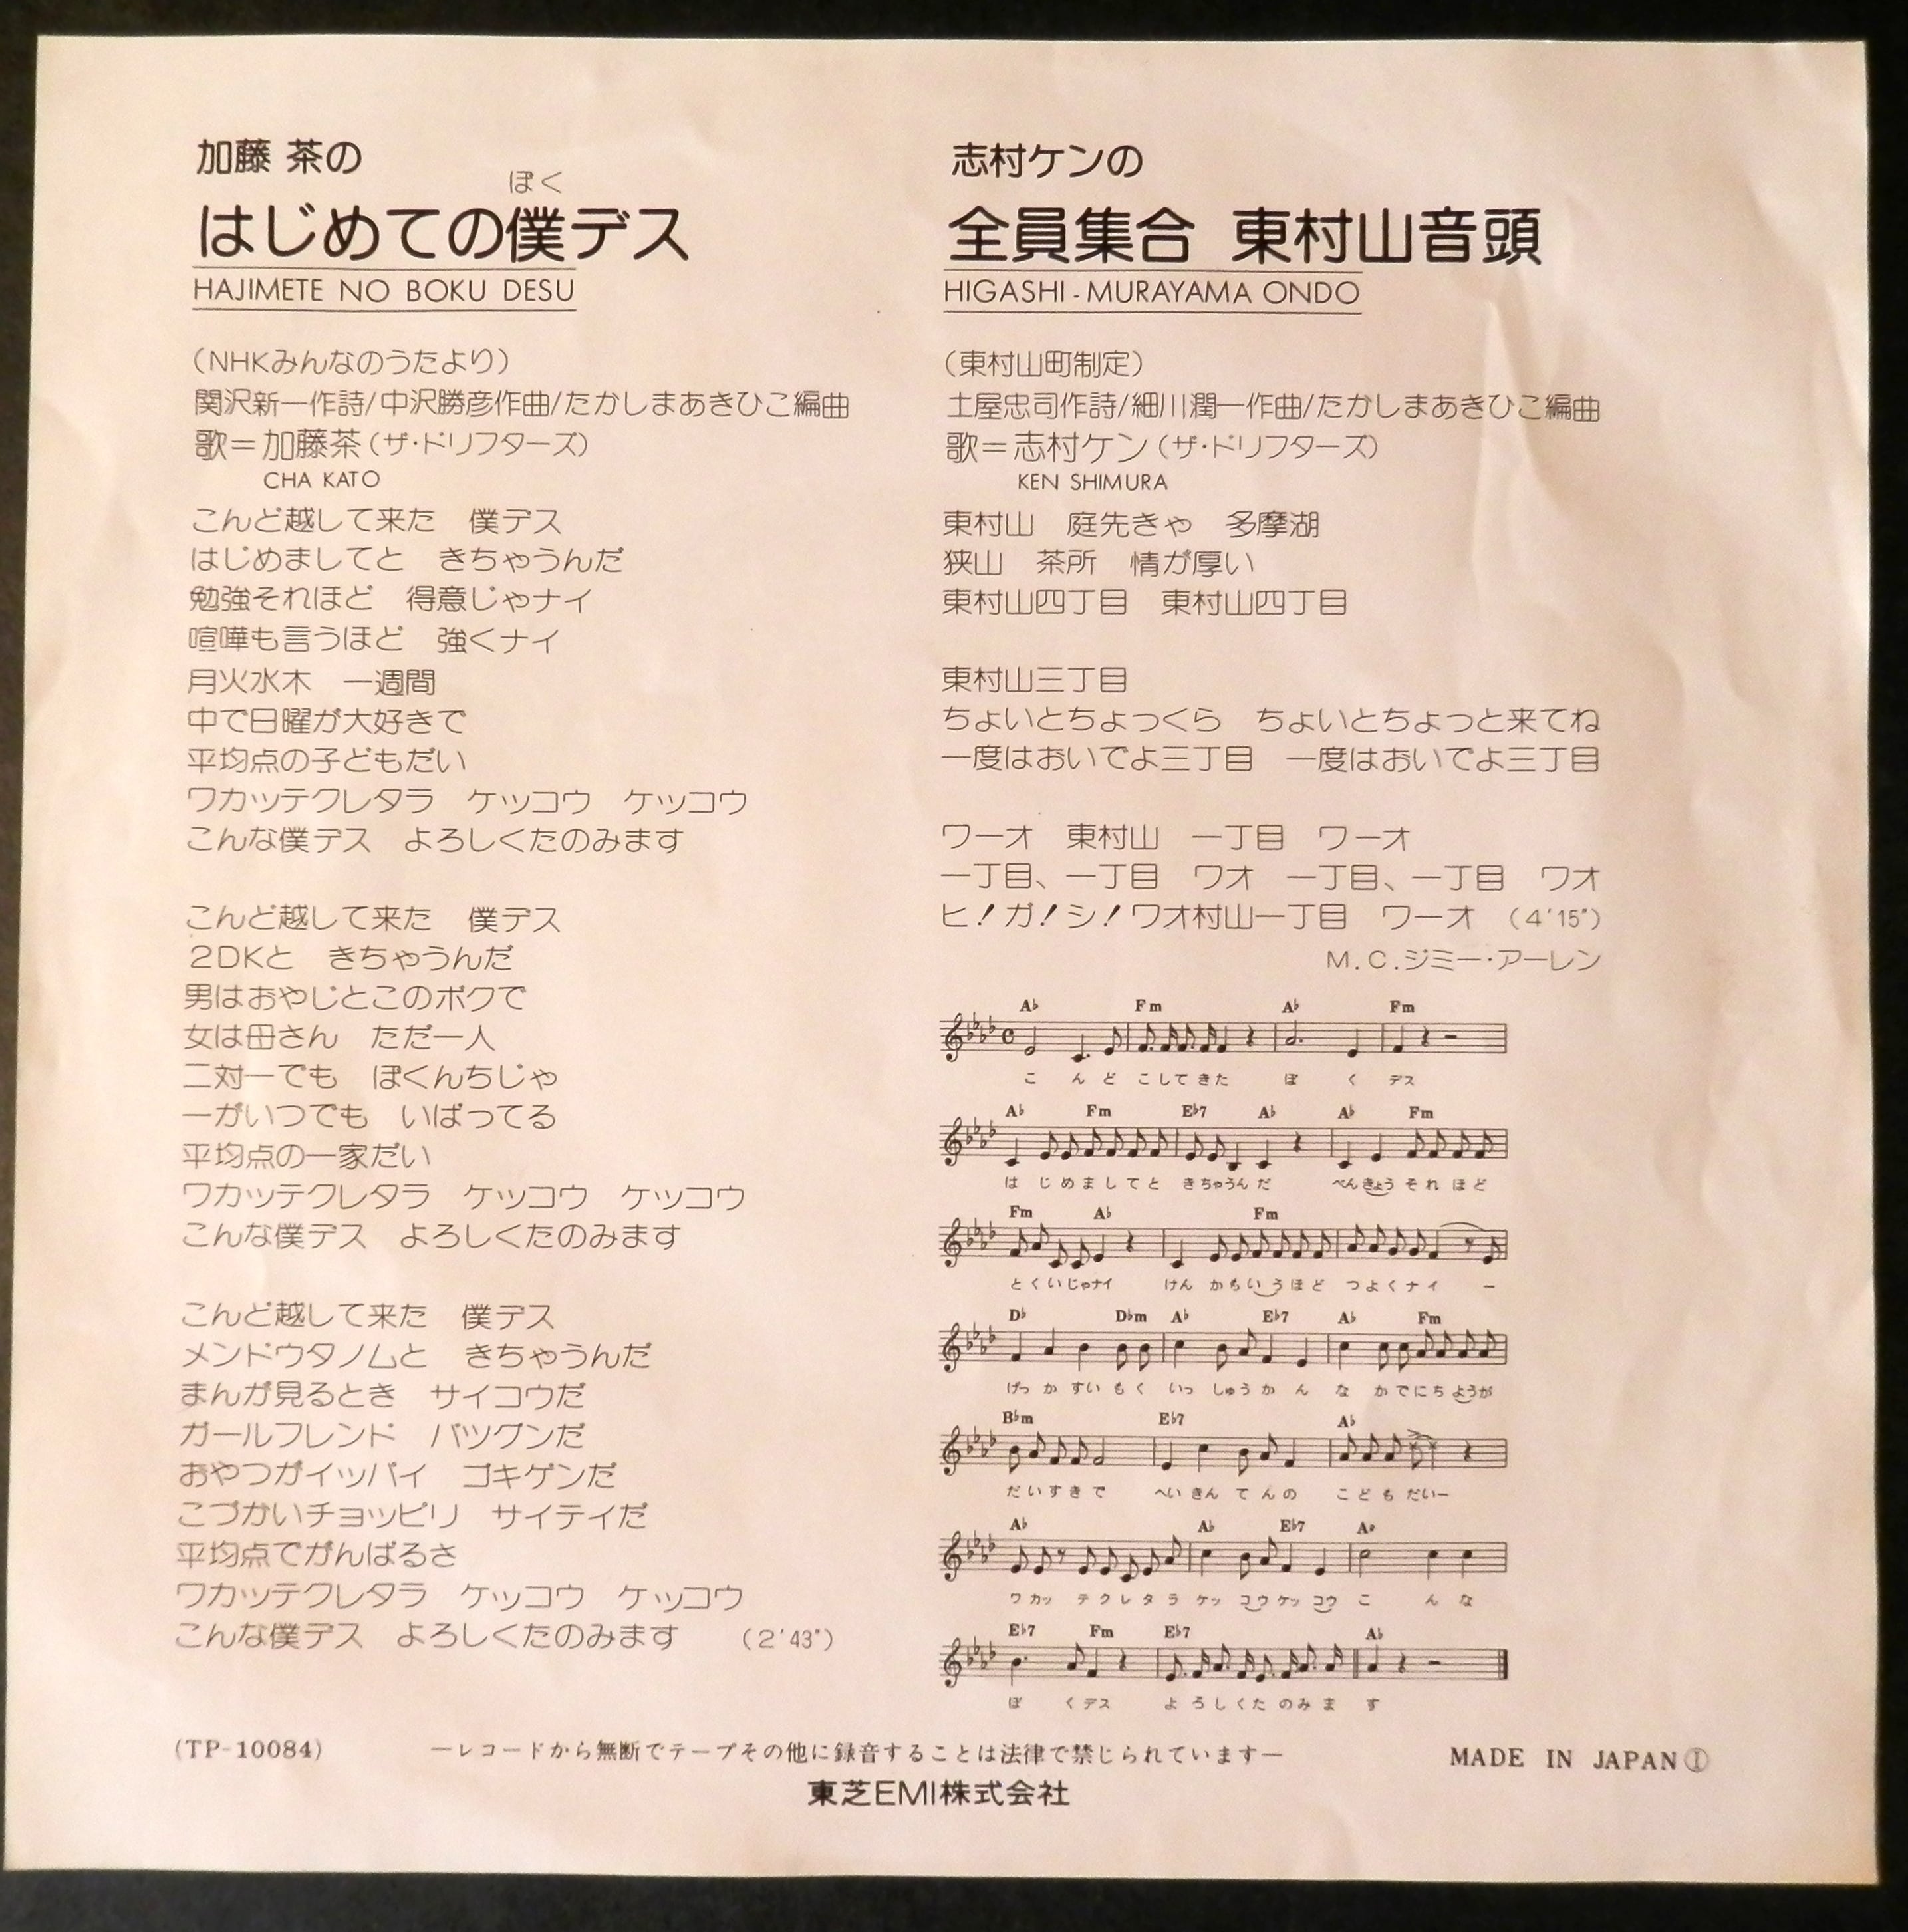 加藤 茶の
ぼく
はじめての僕デス
HAJIMETE NO BOKU DESU
（NHKみんなのうたより）
関沢新一作詩/中沢勝彦作曲/たかしまあきひこ編曲
歌＝加藤茶（ザ・ドリフターズ）
CHA KATO
こんど越して来た　僕デス
はじめましてと　きちゃうんだ
勉強それほど　得意じゃナイ
喧嘩も言うほど　強くナイ
月火水木　一週間
中で日曜が大好きで
平均点の子どもだい
ワカッテクレタラ　ケッコウ　ケッコウ
こんな僕デス　よろしくたのみます
こんど越して来た　僕デス
２DKと　きちゃうんだ
男はおやじとこのボクで
女は母さん　ただ一人
二対一でも　ぼくんちじゃ
一がいつでも　いばってる
平均点の一家だい
ワカッテクレタラ　ケッコウ　ケッコウ
こんな僕デス　よろしくたのみます
こんど越して来た　僕デス
メンドウタノムと　きちゃうんだ
まんが見るとき　サイコウだ
ガールフレンド　バツグンだ
おやつがイッパイ　ゴキゲンだ
こづかいチョッピリ　サイテイだ
平均点でがんばるさ
ワカッテクレタラ　ケッコウ　ケッコウ
こんな僕デス　よろしくたのみます　（2′43″）
志村ケンの
全員集合 東村山音頭
HIGASHI-MURAYAMA ONDO
（東村山町制定）
土屋忠司作詩/細川潤一作曲/たかしまあきひこ編曲
歌＝志村ケン（ザ・ドリフターズ）
KEN SHIMURA
東村山　庭先きゃ　多摩湖
狭山　茶所　情が厚い
東村山四丁目　東村山四丁目
東村山三丁目
ちょいとちょっくら　ちょいとちょっと来てね
一度はおいでよ三丁目　一度はおいでよ三丁目
ワーオ　東村山　一丁目　ワーオ
一丁目、一丁目　ワオ　一丁目、一丁目　ワオ
ヒ！ガ！シ！ワオ村山一丁目　ワーオ　（4′15″）
M.C.ジミー・アーレン
A♭ Fm A♭ Fm
こ ん ど こ し て き た ぼ く デス
A♭ Fm E♭7 A♭ A♭ Fm
は じ め ま し て と き ちゃうん だ べん きょう そ れ ほ ど
Fm A♭ Fm
と く い じゃ ナイ けん か も い う ほ ど つ よ く ナ イ ー
D♭ D♭m A♭ E♭7 A♭ Fm
げっ か すい も く いっ しゅう か ん な か で に ち ようが
B♭m E♭7 A♭
だ い す き で へい きん て ん の こ ど も だいー
A♭ A♭ E♭7 A♭
ワ カッ テ ク レ タ ラ ケッ コウ ケッ コウ こ ん な
E♭7 Fm E♭7 A♭
ぼ く デス よ ろ し く た の み ま す
(TP-10084)
―レコードから無断でテープその他に録音することは法律で禁じられています―
MADE IN JAPAN Ⓘ
東芝EMI株式会社